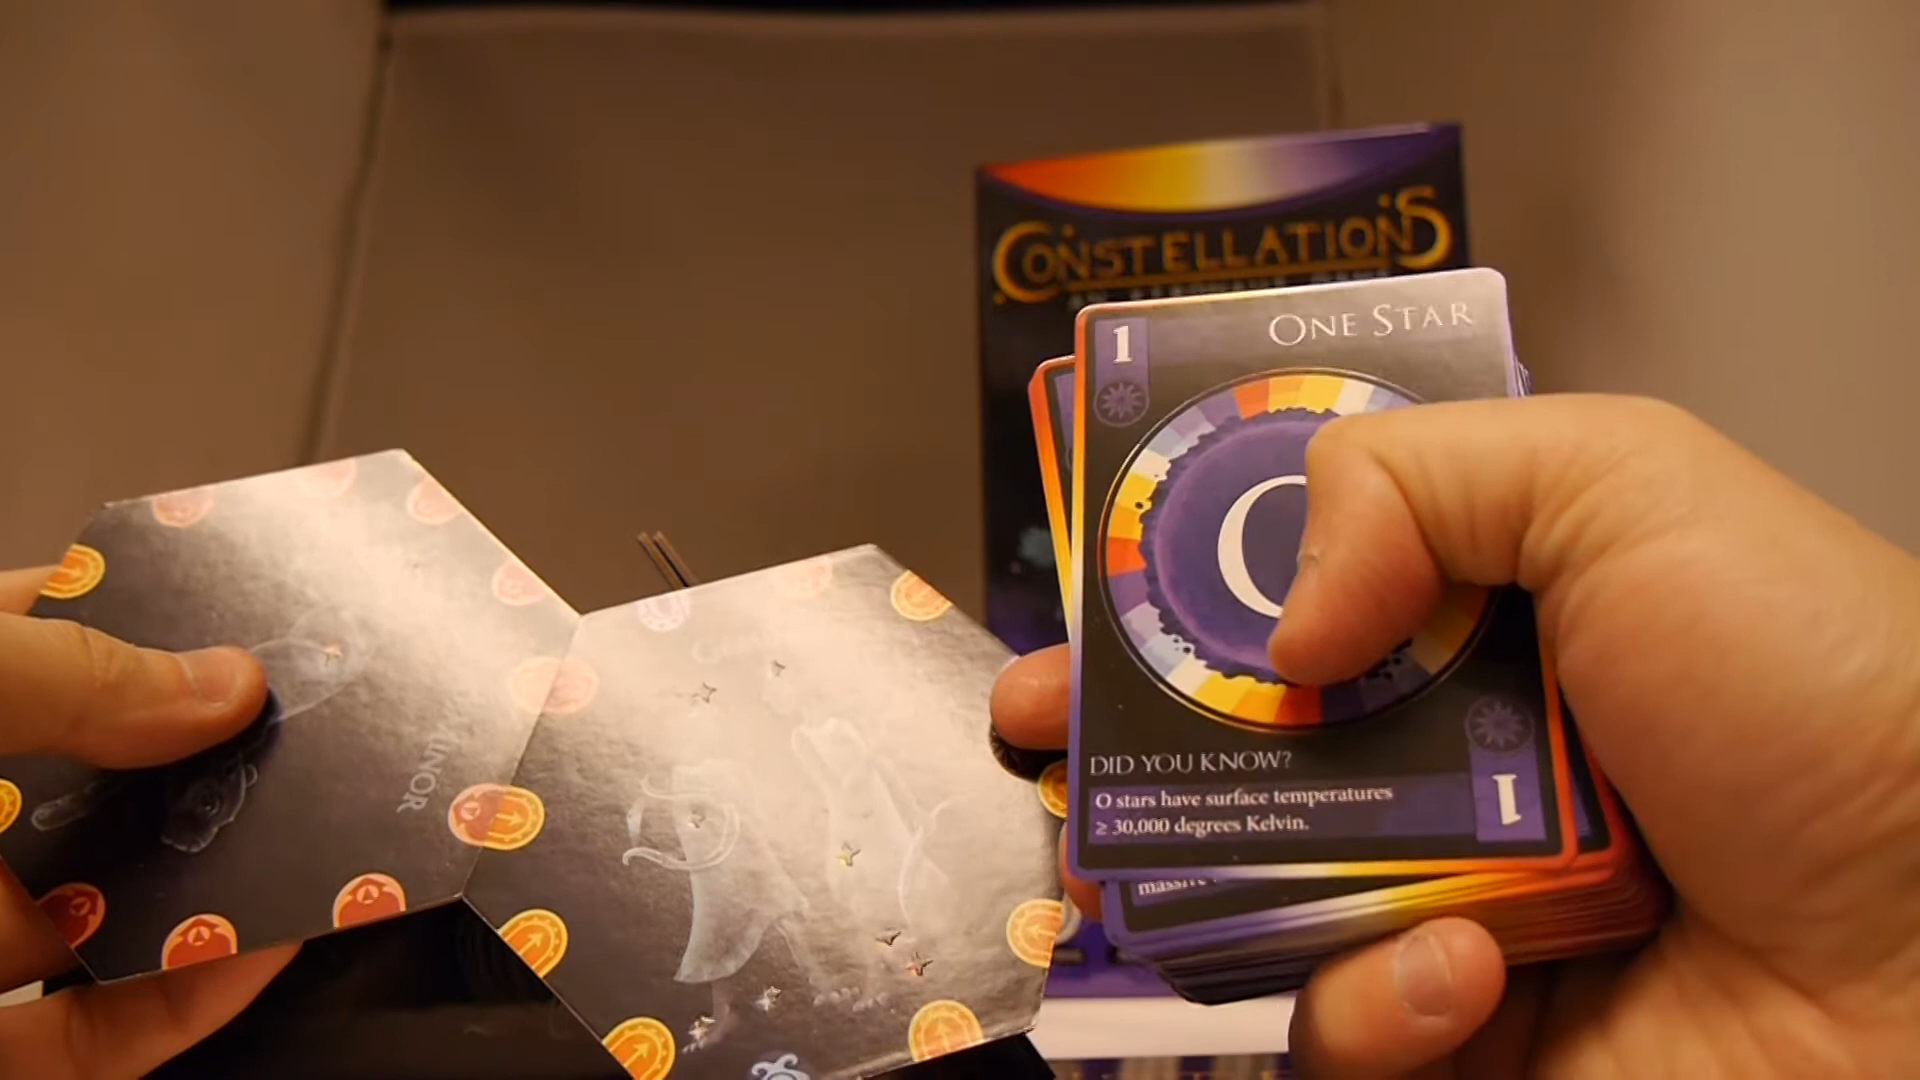 CONSTELLATIONS
1
ONE STAR
O
DID YOU KNOW?
O stars have surface temperatures
≥ 30,000 degrees Kelvin.
1
massive
MINOR